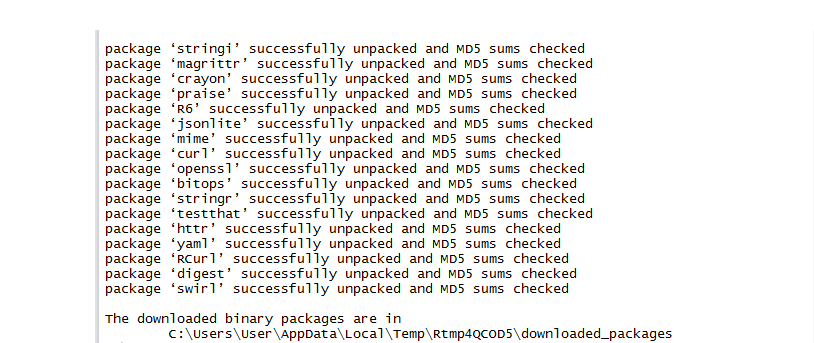 package ‘stringi’ successfully unpacked and MD5 sums checked
package ‘magrittr’ successfully unpacked and MD5 sums checked
package ‘crayon’ successfully unpacked and MD5 sums checked
package ‘praise’ successfully unpacked and MD5 sums checked
package ‘R6’ successfully unpacked and MD5 sums checked
package ‘jsonlite’ successfully unpacked and MD5 sums checked
package ‘mime’ successfully unpacked and MD5 sums checked
package ‘curl’ successfully unpacked and MD5 sums checked
package ‘openssl’ successfully unpacked and MD5 sums checked
package ‘bitops’ successfully unpacked and MD5 sums checked
package ‘stringr’ successfully unpacked and MD5 sums checked
package ‘testthat’ successfully unpacked and MD5 sums checked
package ‘httr’ successfully unpacked and MD5 sums checked
package ‘yaml’ successfully unpacked and MD5 sums checked
package ‘RCurl’ successfully unpacked and MD5 sums checked
package ‘digest’ successfully unpacked and MD5 sums checked
package ‘swirl’ successfully unpacked and MD5 sums checked
The downloaded binary packages are in
C:\Users\User\AppData\Local\Temp\Rtmp4QCOD5\downloaded_packages